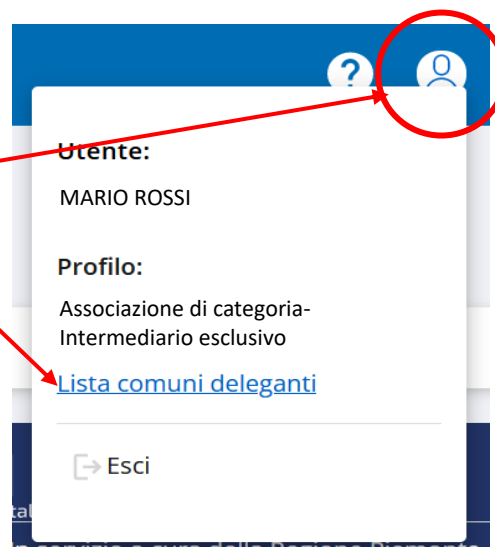 ?
Utente:
MARIO ROSSI
Profilo:
Associazione di categoria-
Intermediario esclusivo
Lista comuni deleganti
Esci